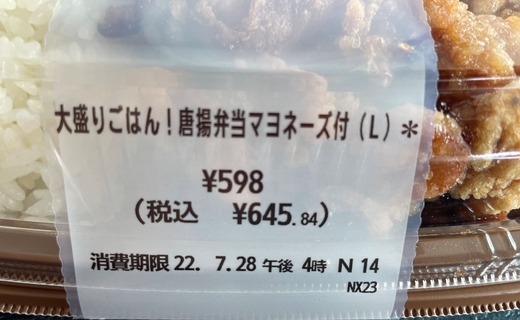 大盛りごはん！唐揚弁当マヨネーズ付（L）＊
¥598
（税込 ¥645.84）
消費期限 22. 7.28 午後 4時 N 14
NX23